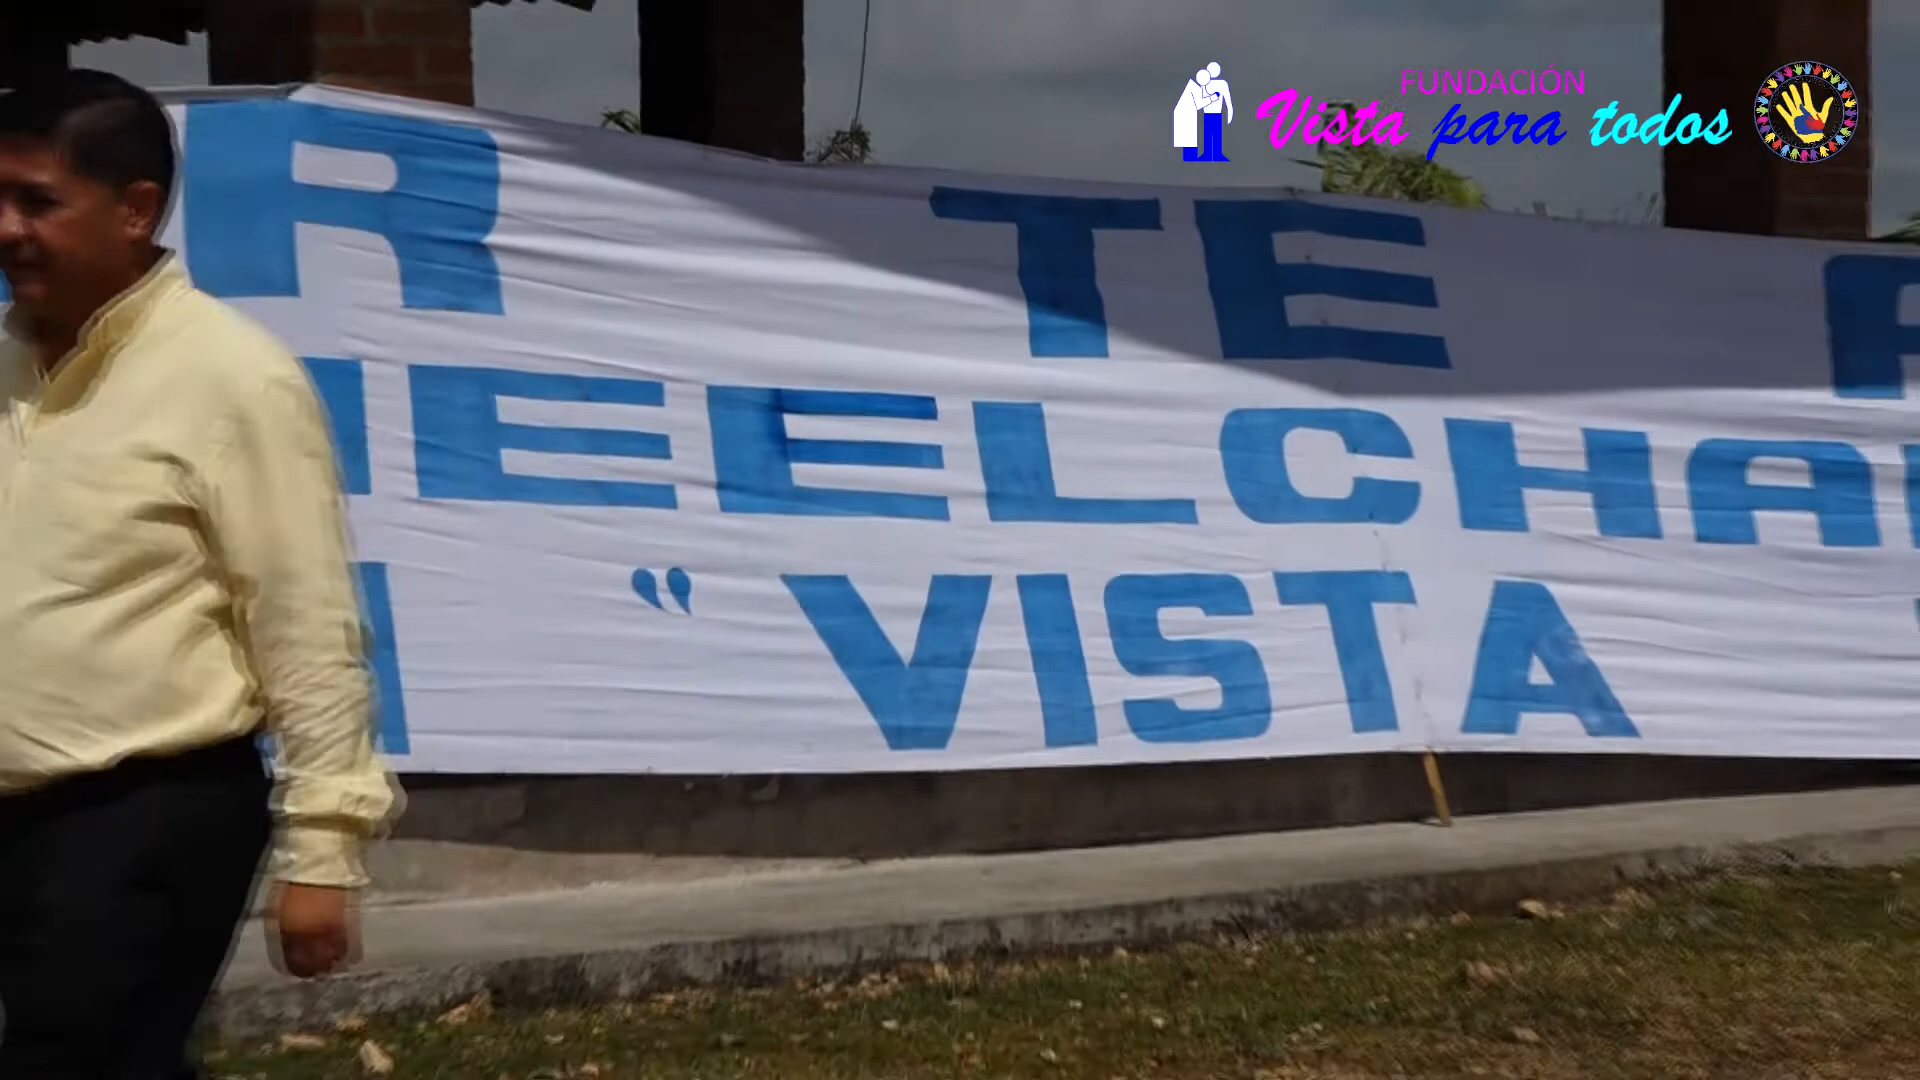 FUNDACIÓN
Vista para todos
R TE
EELCHA
" VISTA